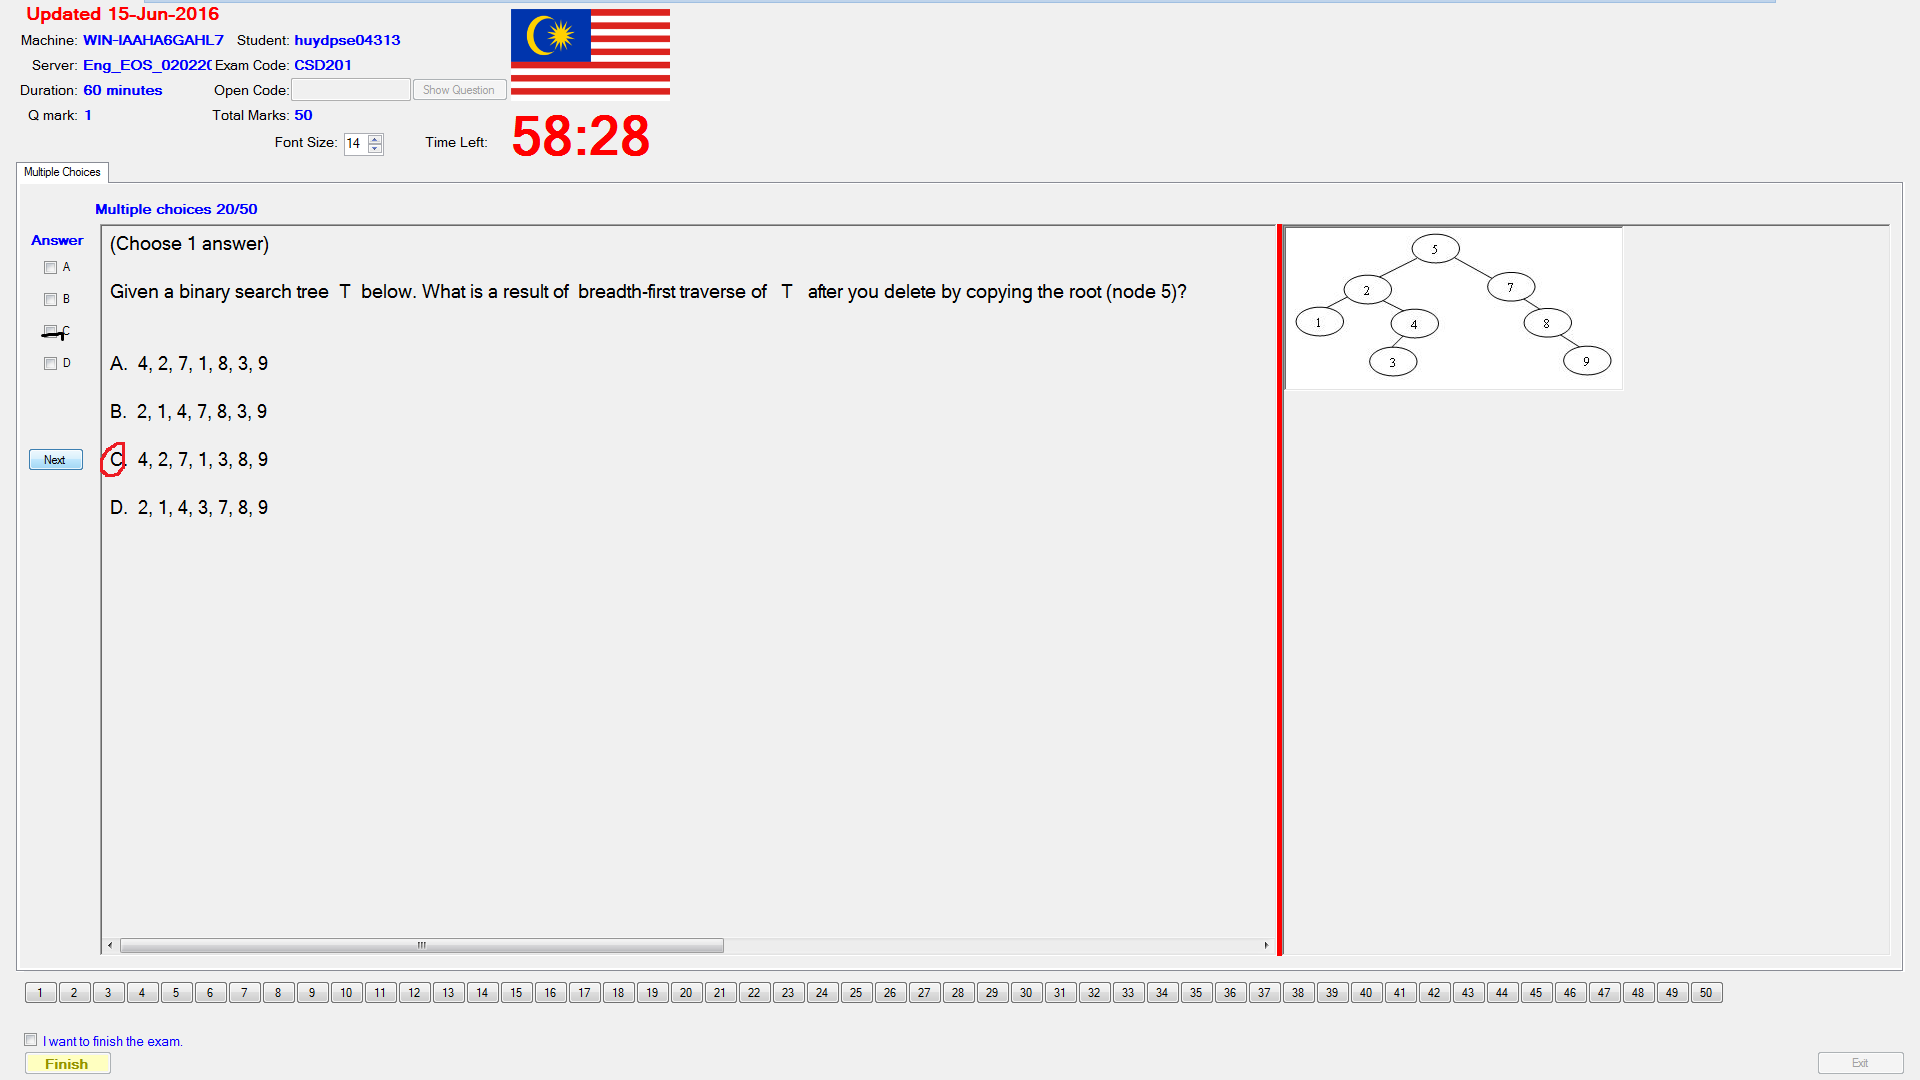 Updated 15-Jun-2016
Machine: WIN-IAAHA6GAHL7 Student: huydpse04313
Server: Eng_EOS_02022( Exam Code: CSD201
Duration: 60 minutes Open Code: Show Question
Q mark: 1 Total Marks: 50
Font Size: 14 Time Left: 58:28
Multiple Choices
Multiple choices 20/50
Answer
A
B
C
D
Next
(Choose 1 answer)
Given a binary search tree T below. What is a result of breadth-first traverse of T after you delete by copying the root (node 5)?
A. 4, 2, 7, 1, 8, 3, 9
B. 2, 1, 4, 7, 8, 3, 9
C. 4, 2, 7, 1, 3, 8, 9
D. 2, 1, 4, 3, 7, 8, 9
5
2 7
1 4 8
3 9
1 2 3 4 5 6 7 8 9 10 11 12 13 14 15 16 17 18 19 20 21 22 23 24 25 26 27 28 29 30 31 32 33 34 35 36 37 38 39 40 41 42 43 44 45 46 47 48 49 50
I want to finish the exam.
Finish Exit